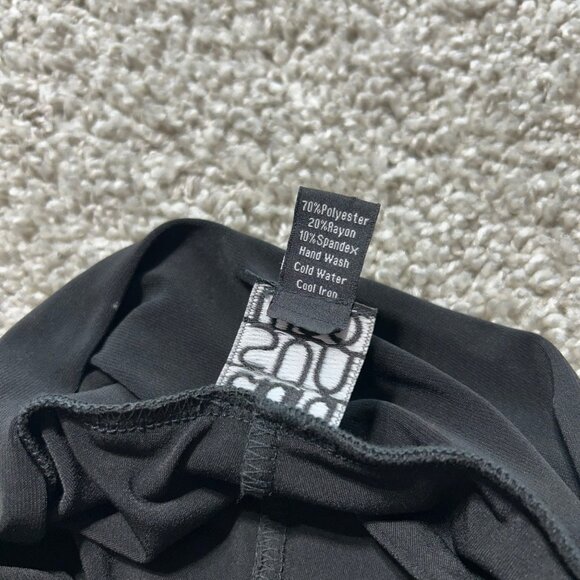 70%Polyester
20%Rayon
10%Spandex
Hand Wash
Cold Water
Cool Iron